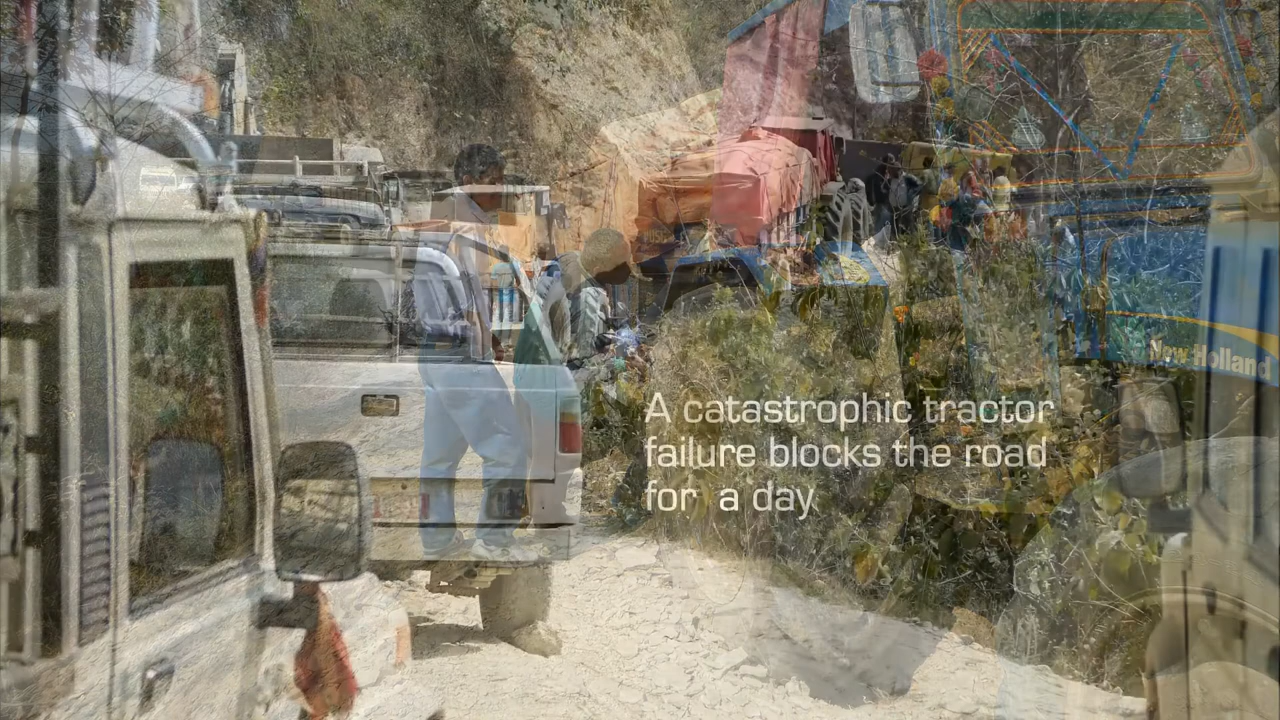 New Holland
A catastrophic tractor
failure blocks the road
for a day